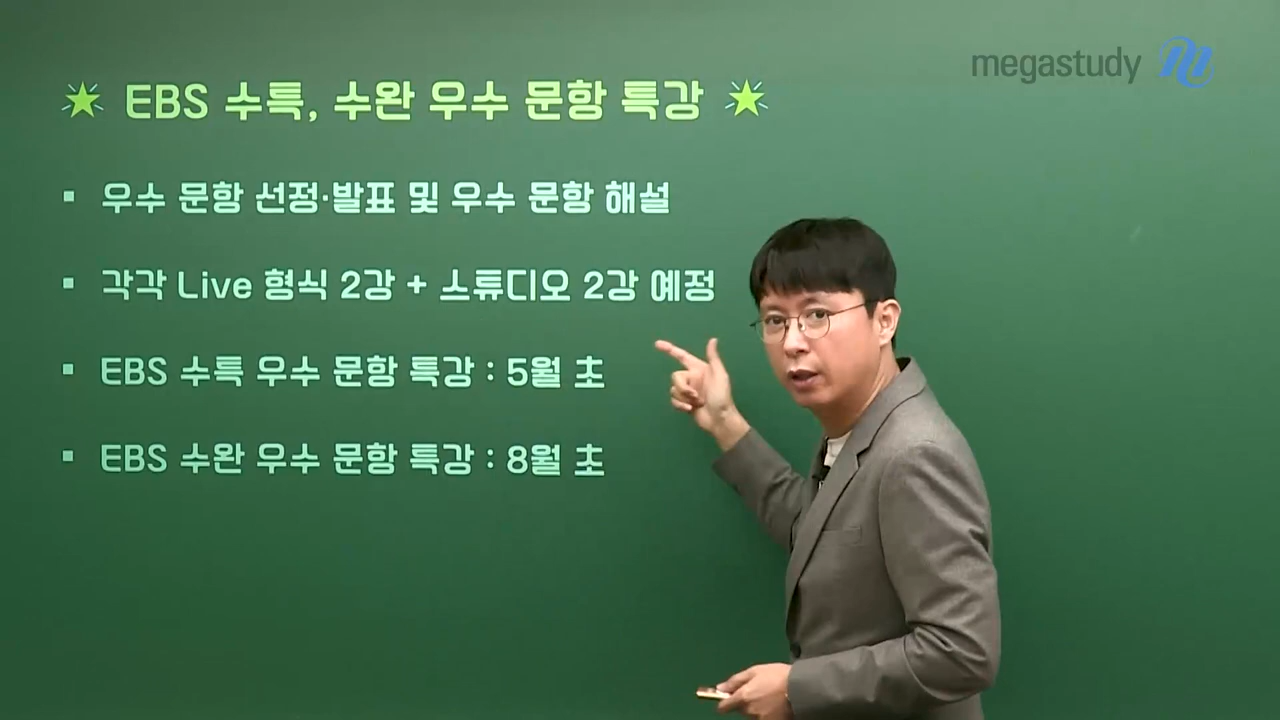 megastudy
EBS 수특, 수완 우수 문항 특강
우수 문항 선정·발표 및 우수 문항 해설
각각 Live 형식 2강 + 스튜디오 2강 예정
EBS 수특 우수 문항 특강 : 5월 초
EBS 수완 우수 문항 특강 : 8월 초